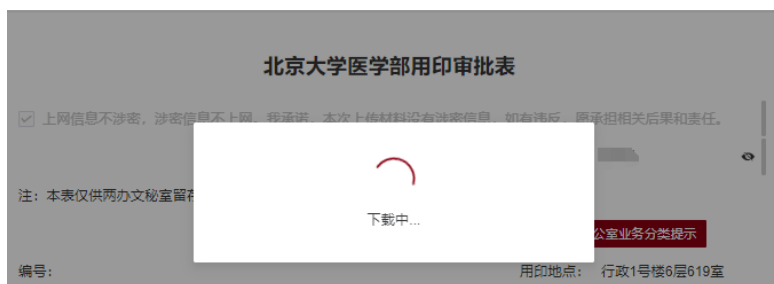 北京大学医学部用印审批表
上网信息不涉密，涉密信息不上网，我承诺，本次上传材料没有涉密信息，如有违反，愿承担相关后果和责任。
注：本表仅供两办文秘室留存
下载中...
公室业务分类提示
编号：
用印地点： 行政1号楼6层619室